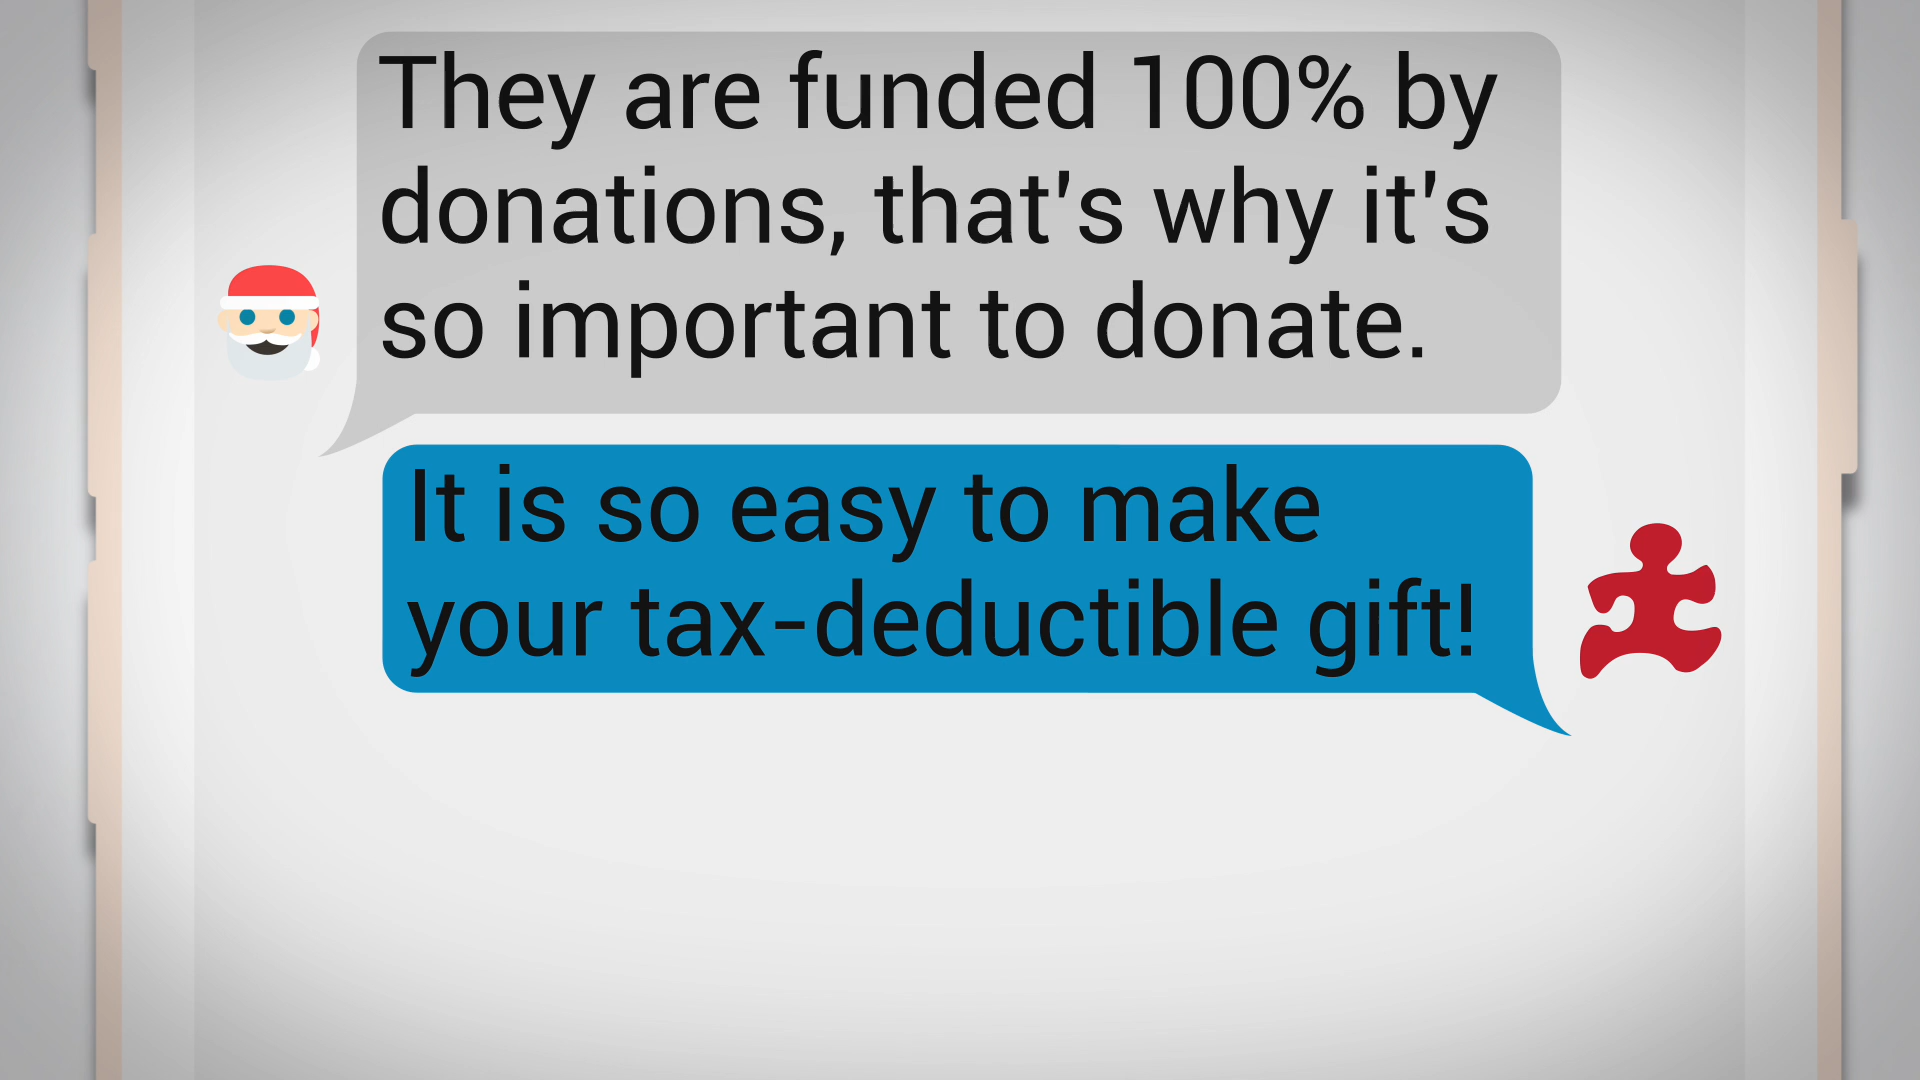 They are funded 100% by
donations, that's why it's
so important to donate.
It is so easy to make
your tax-deductible gift!